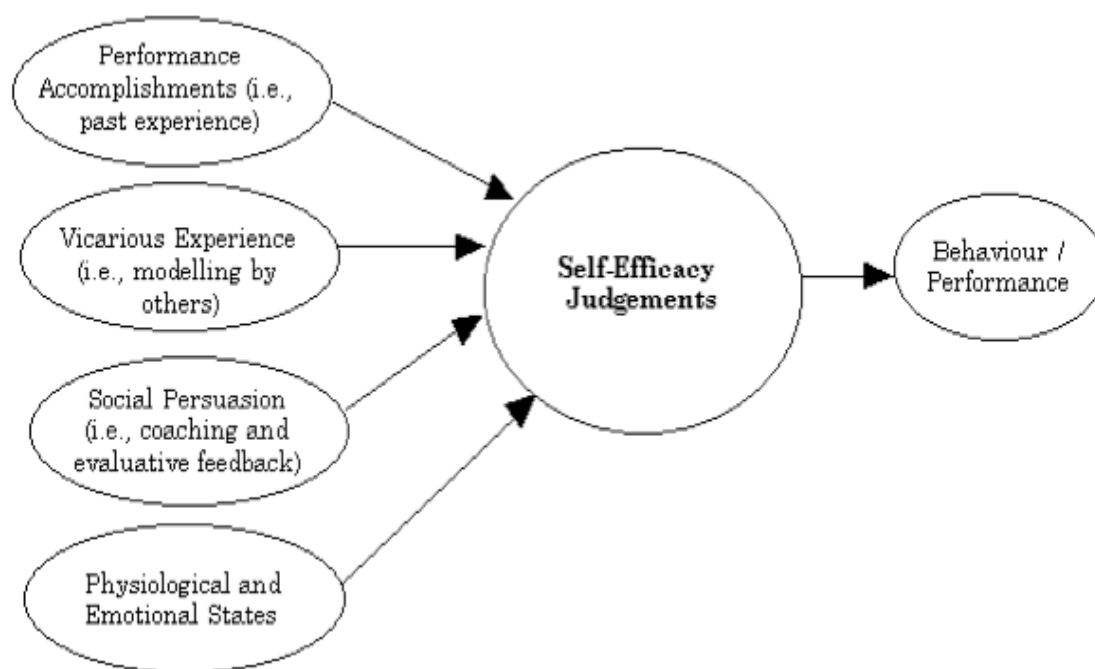 Performance
Accomplishments (i.e.,
past experience)
Vicarious Experience
(i.e., modelling by
others)
Social Persuasion
(i.e., coaching and
evaluative feedback)
Physiological and
Emotional States
Self-Efficacy
Judgements
Behaviour /
Performance